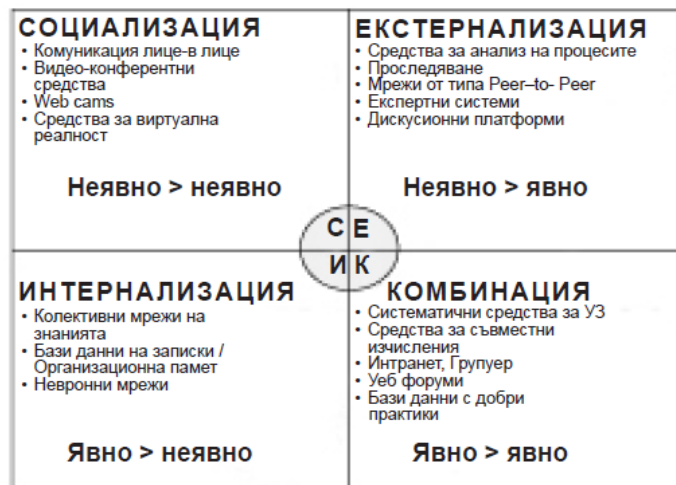 СОЦИАЛИЗАЦИЯ
• Комуникация лице-в лице
• Видео-конферентни
средства
• Web cams
• Средства за виртуална
реалност
Неявно > неявно
ЕКСТЕРНАЛИЗАЦИЯ
• Средства за анализ на процесите
• Проследяване
• Мрежи от типа Peer–to- Peer
• Експертни системи
• Дискусионни платформи
Неявно > явно
С Е
И К
ИНТЕРНАЛИЗАЦИЯ
• Колективни мрежи на
знанията
• Бази данни на записки /
Организационна памет
• Невронни мрежи
Явно > неявно
КОМБИНАЦИЯ
• Систематични средства за УЗ
• Средства за съвместни
изчисления
• Интранет, Групуер
• Уеб форуми
• Бази данни с добри
практики
Явно > явно